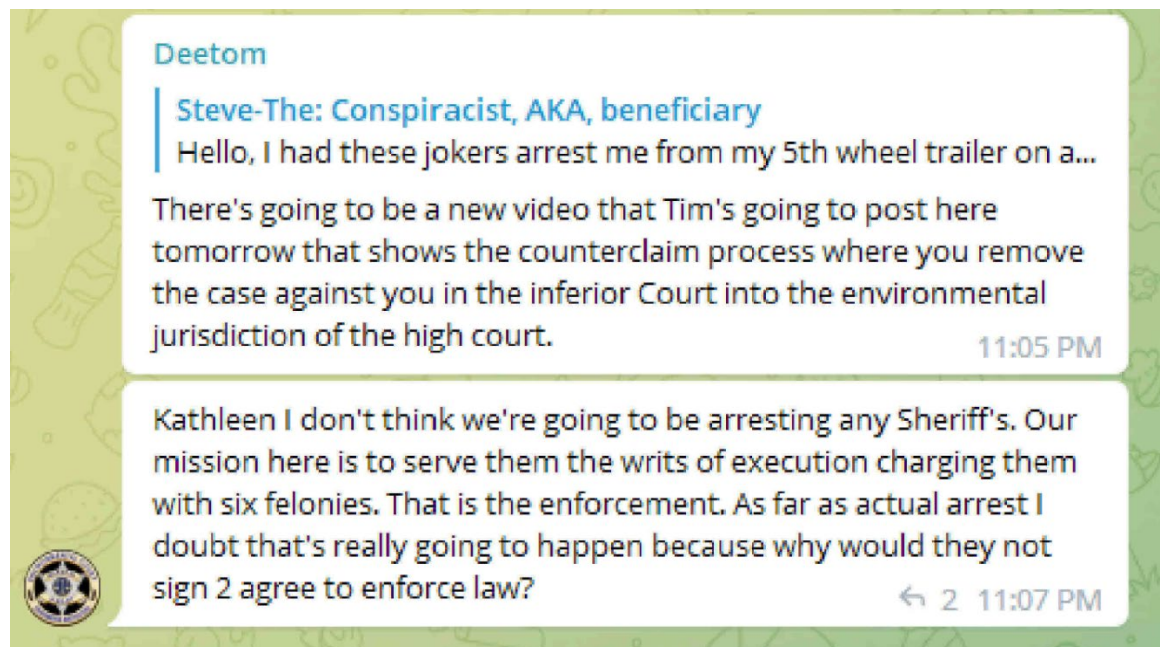 Deetom
Steve-The: Conspiracist, AKA, beneficiary
Hello, I had these jokers arrest me from my 5th wheel trailer on a...
There's going to be a new video that Tim's going to post here
tomorrow that shows the counterclaim process where you remove
the case against you in the inferior Court into the environmental
jurisdiction of the high court.
11:05 PM
Kathleen I don't think we're going to be arresting any Sheriff's. Our
mission here is to serve them the writs of execution charging them
with six felonies. That is the enforcement. As far as actual arrest I
doubt that's really going to happen because why would they not
sign 2 agree to enforce law?
2 11:07 PM